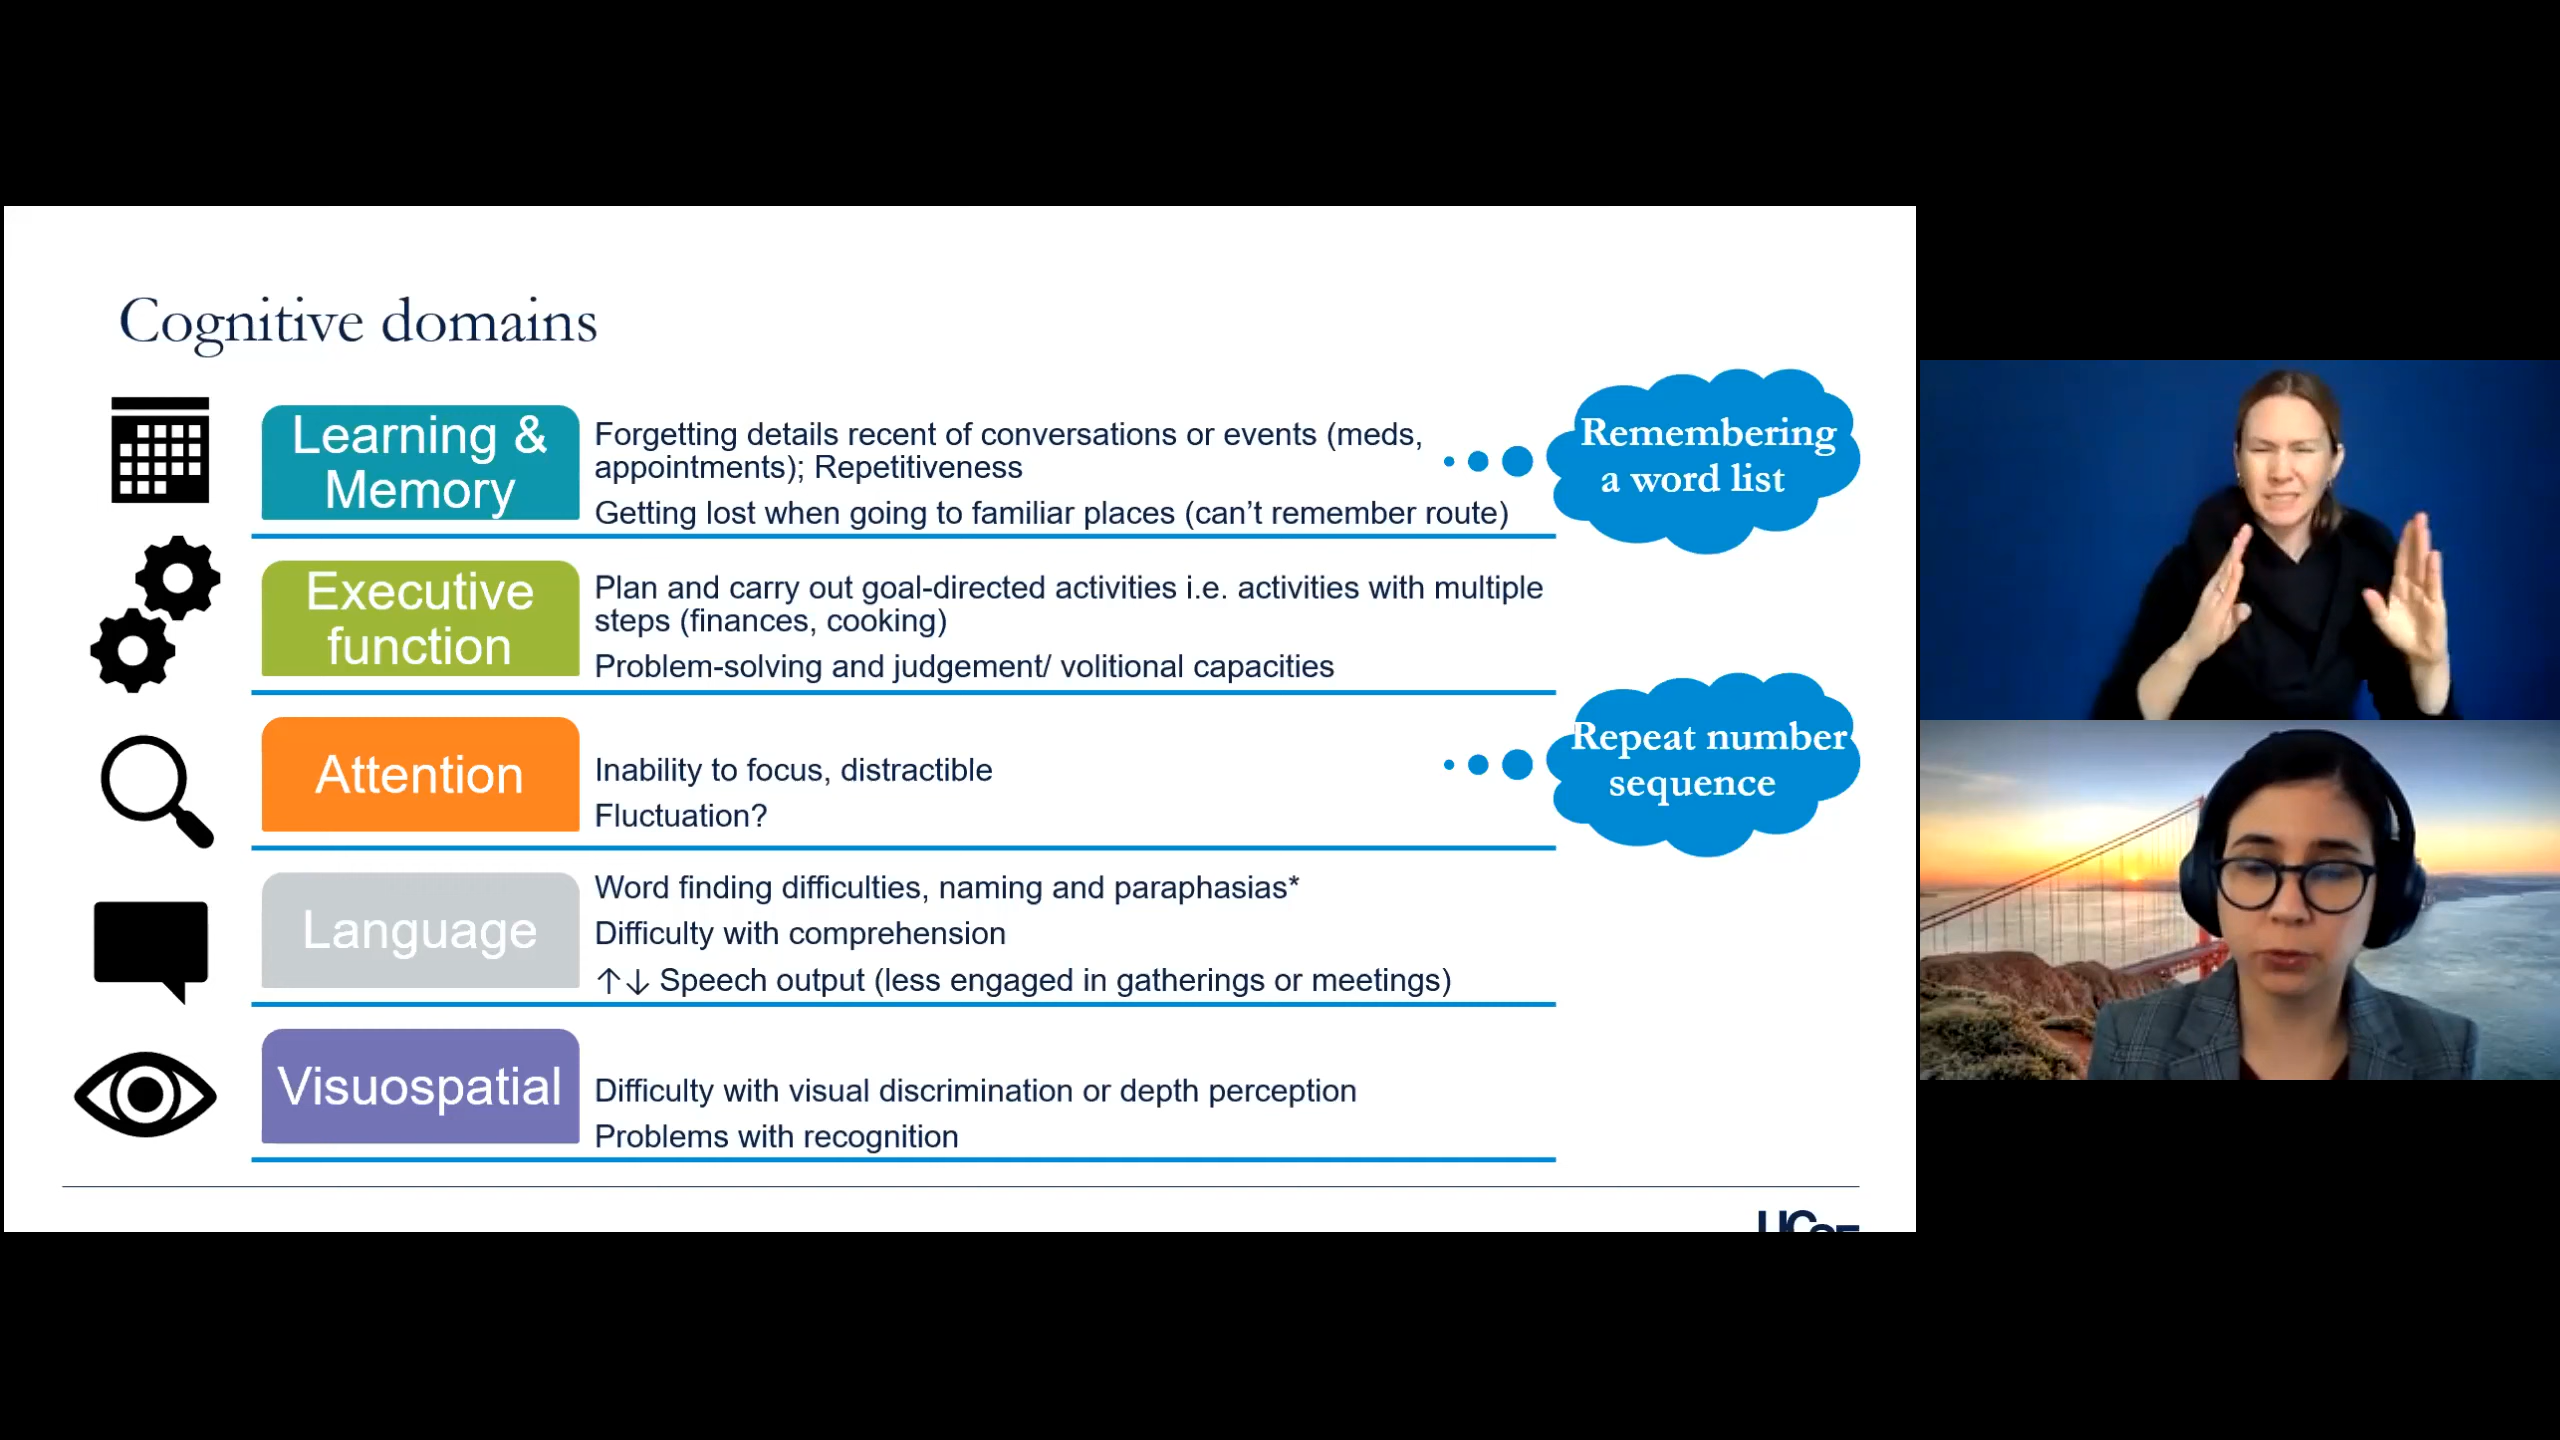 Cognitive domains
Learning &
Memory
Forgetting details recent of conversations or events (meds,
appointments); Repetitiveness
Getting lost when going to familiar places (can’t remember route)
Remembering
a word list
Executive
function
Plan and carry out goal-directed activities i.e. activities with multiple
steps (finances, cooking)
Problem-solving and judgement/ volitional capacities
Attention
Inability to focus, distractible
Fluctuation?
Repeat number
sequence
Language
Word finding difficulties, naming and paraphasias*
Difficulty with comprehension
↑↓ Speech output (less engaged in gatherings or meetings)
Visuospatial
Difficulty with visual discrimination or depth perception
Problems with recognition
UCSF